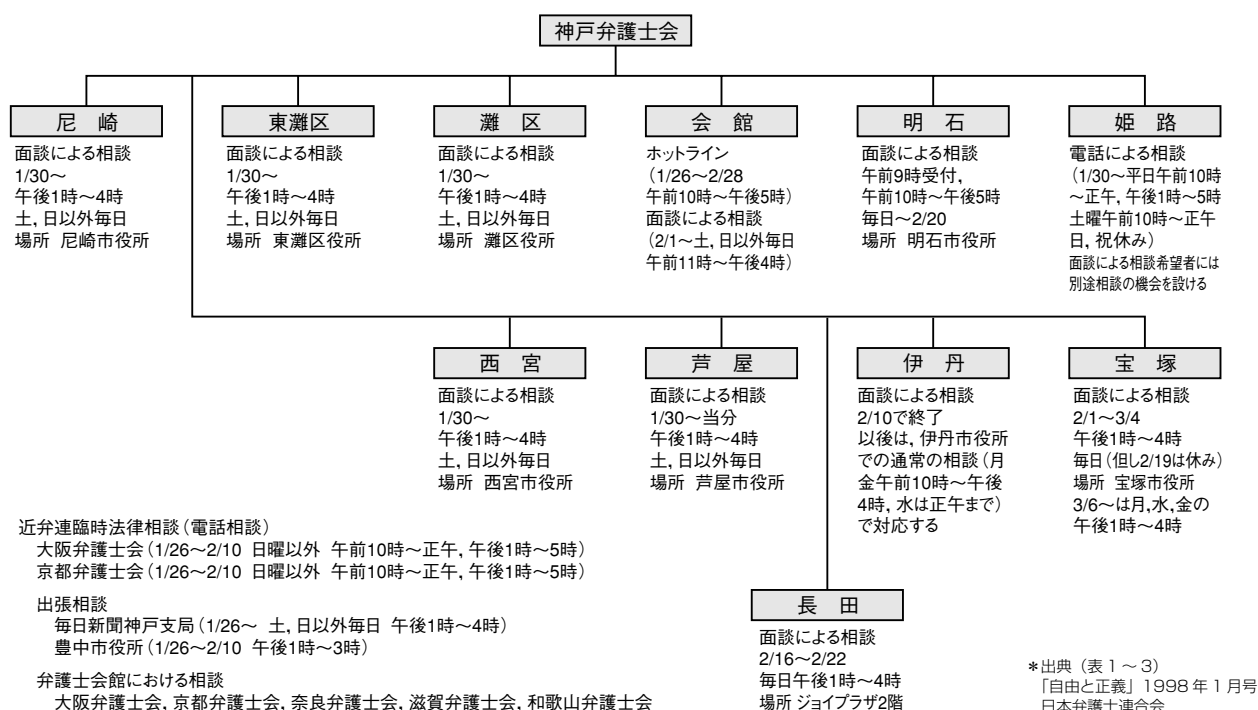 神戸弁護士会
尼　崎
面談による相談
1/30～
午後1時～4時
土，日以外毎日
場所 尼崎市役所
東灘区
面談による相談
1/30～
午後1時～4時
土，日以外毎日
場所 東灘区役所
灘　区
面談による相談
1/30～
午後1時～4時
土，日以外毎日
場所 灘区役所
会　館
ホットライン
（1/26～2/28
午前10時～午後5時）
面談による相談
（2/1～土，日以外毎日
午前11時～午後4時）
明　石
面談による相談
午前9時受付，
午前10時～午後5時
毎日～2/20
場所 明石市役所
姫　路
電話による相談
（1/30～平日午前10時
～正午，午後1時～5時
土曜午前10時～正午
日，祝休み）
面談による相談希望者には
別途相談の機会を設ける
西　宮
面談による相談
1/30～
午後1時～4時
土，日以外毎日
場所 西宮市役所
芦　屋
面談による相談
1/30～当分
午後1時～4時
土，日以外毎日
場所 芦屋市役所
伊　丹
面談による相談
2/10で終了
以後は，伊丹市役所
での通常の相談（月
金午前10時～午後
4時，水は正午まで）
で対応する
宝　塚
面談による相談
2/1～3/4
午後1時～4時
毎日（但し2/19は休み）
場所 宝塚市役所
3/6～は月,水,金の
午後1時～4時
長　田
面談による相談
2/16～2/22
毎日午後1時～4時
場所 ジョイプラザ2階
近弁連臨時法律相談（電話相談）
大阪弁護士会（1/26～2/10 日曜以外 午前10時～正午，午後1時～5時）
京都弁護士会（1/26～2/10 日曜以外 午前10時～正午，午後1時～5時）
出張相談
毎日新聞神戸支局（1/26～ 土，日以外毎日 午後1時～4時）
豊中市役所（1/26～2/10 午後1時～3時）
弁護士会館における相談
大阪弁護士会，京都弁護士会，奈良弁護士会，滋賀弁護士会，和歌山弁護士会
＊出典（表1～3）
「自由と正義」1998年1月号
日本弁護士連合会